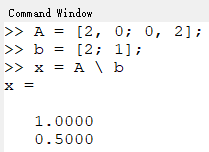 Command Window
>> A = [2, 0; 0, 2];
>> b = [2; 1];
>> x = A \ b
x =
1.0000
0.5000